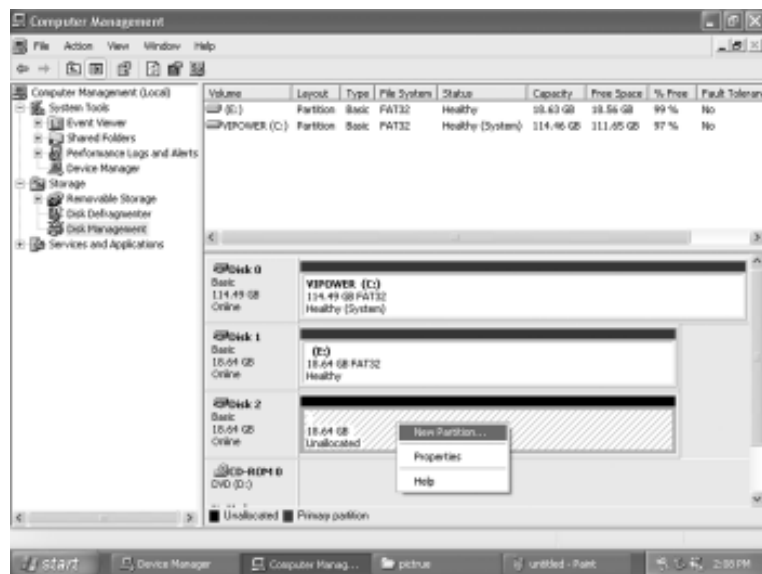 Computer Management
File Action View Window Help
Computer Management (Local)
System Tools
Event Viewer
Shared Folders
Performance Logs and Alerts
Device Manager
Storage
Removable Storage
Disk Defragmenter
Disk Management
Services and Applications
Volume Layout Type File System Status Capacity Free Space % Free Fault Toleran
(E:) Partition Basic FAT32 Healthy 18.63 GB 18.56 GB 99 % No
VIPOWER (C:) Partition Basic FAT32 Healthy (System) 114.46 GB 111.65 GB 97 % No
Disk 0
Basic
114.49 GB
Online
VIPOWER (C:)
114.49 GB FAT32
Healthy (System)
Disk 1
Basic
18.64 GB
Online
(E:)
18.64 GB FAT32
Healthy
Disk 2
Basic
18.64 GB
Online
18.64 GB
Unallocated
New Partition...
Properties
Help
CD-ROM 0
DVD (D:)
Unallocated Primary partition
start Device Manager Computer Manag... pictrue untitled - Paint 2:08 PM